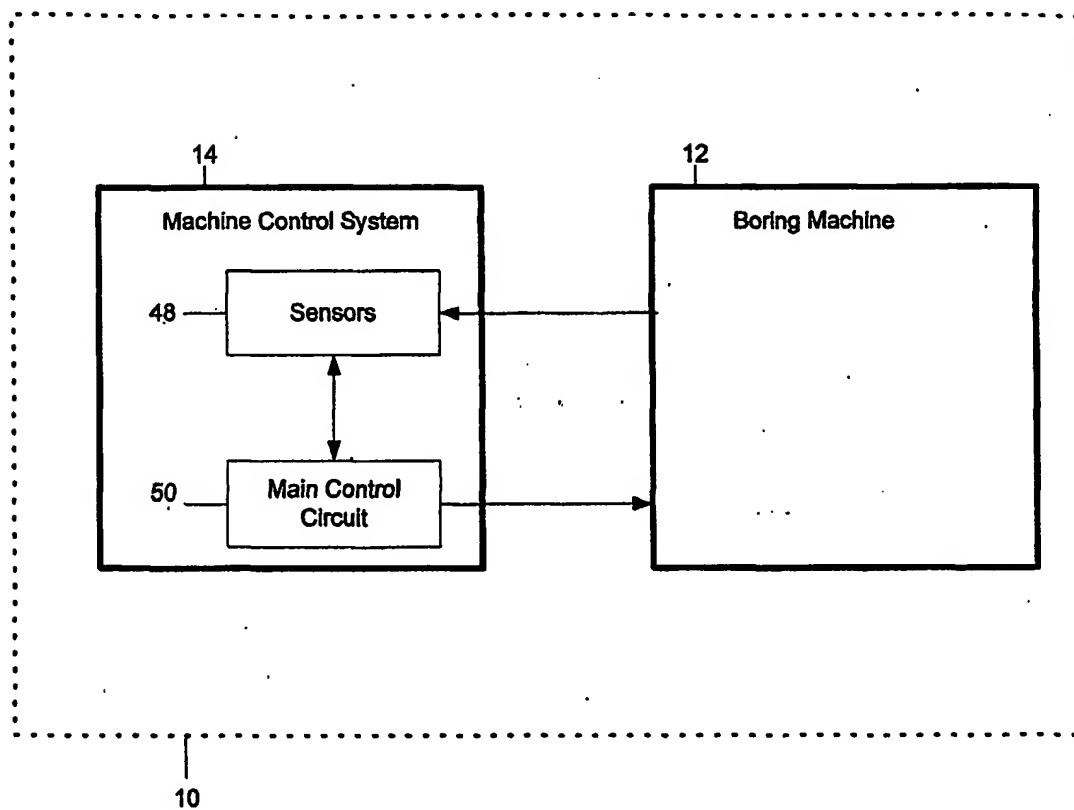 14
12
Machine Control System
Boring Machine
48
Sensors
50
Main Control
Circuit
10